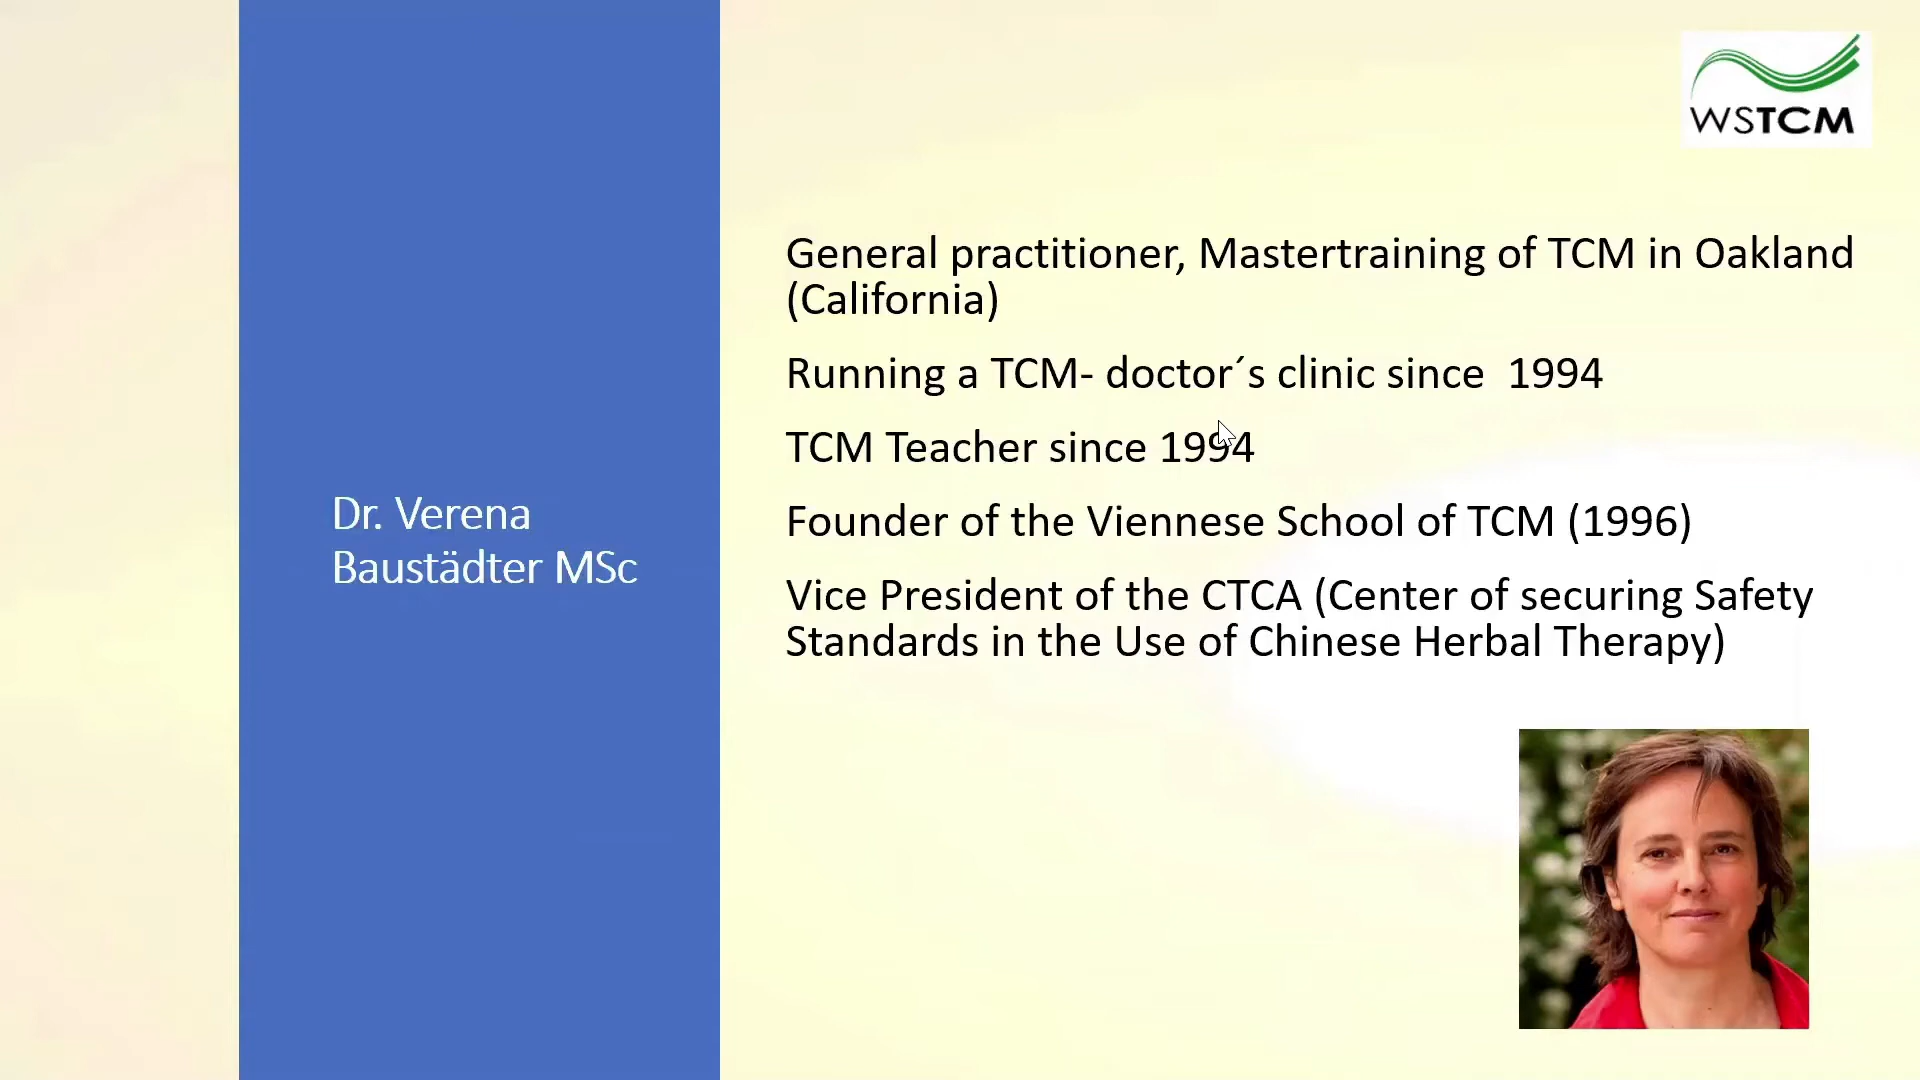 WSTCM
Dr. Verena
Baustädter MSc
General practitioner, Mastertraining of TCM in Oakland
(California)
Running a TCM- doctor´s clinic since  1994
TCM Teacher since 1994
Founder of the Viennese School of TCM (1996)
Vice President of the CTCA (Center of securing Safety
Standards in the Use of Chinese Herbal Therapy)